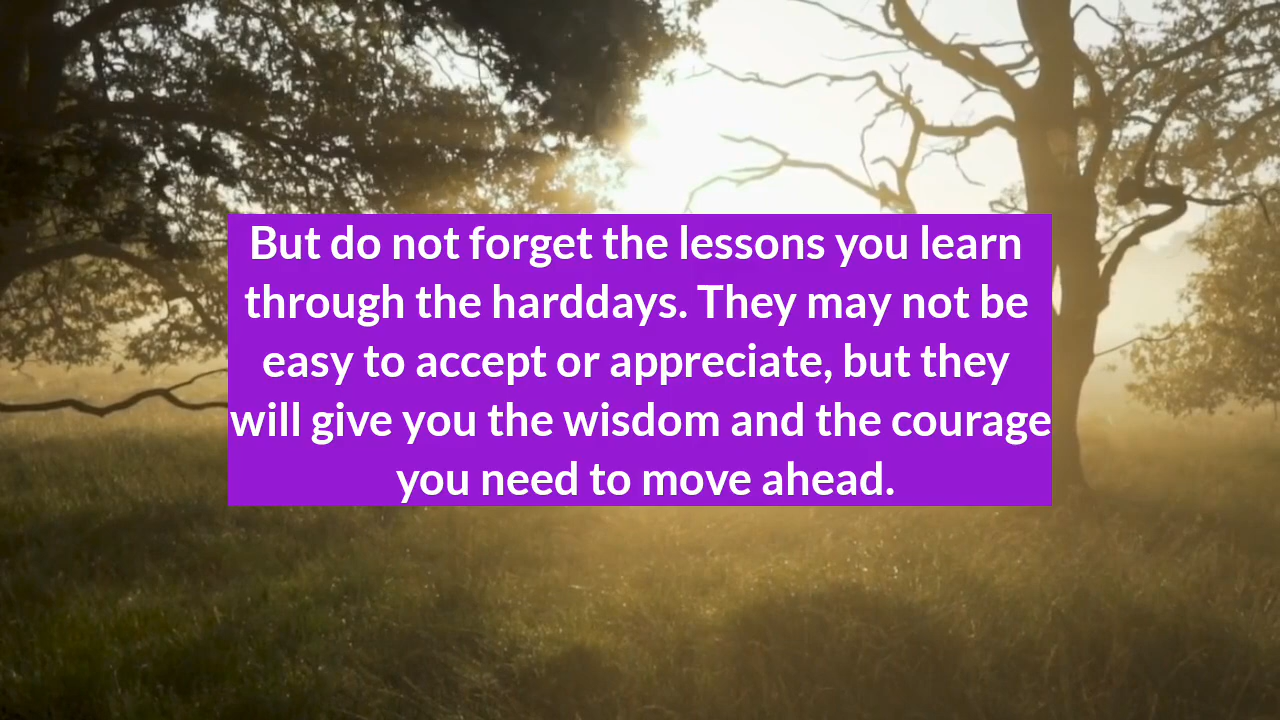 But do not forget the lessons you learn
through the harddays. They may not be
easy to accept or appreciate, but they
will give you the wisdom and the courage
you need to move ahead.